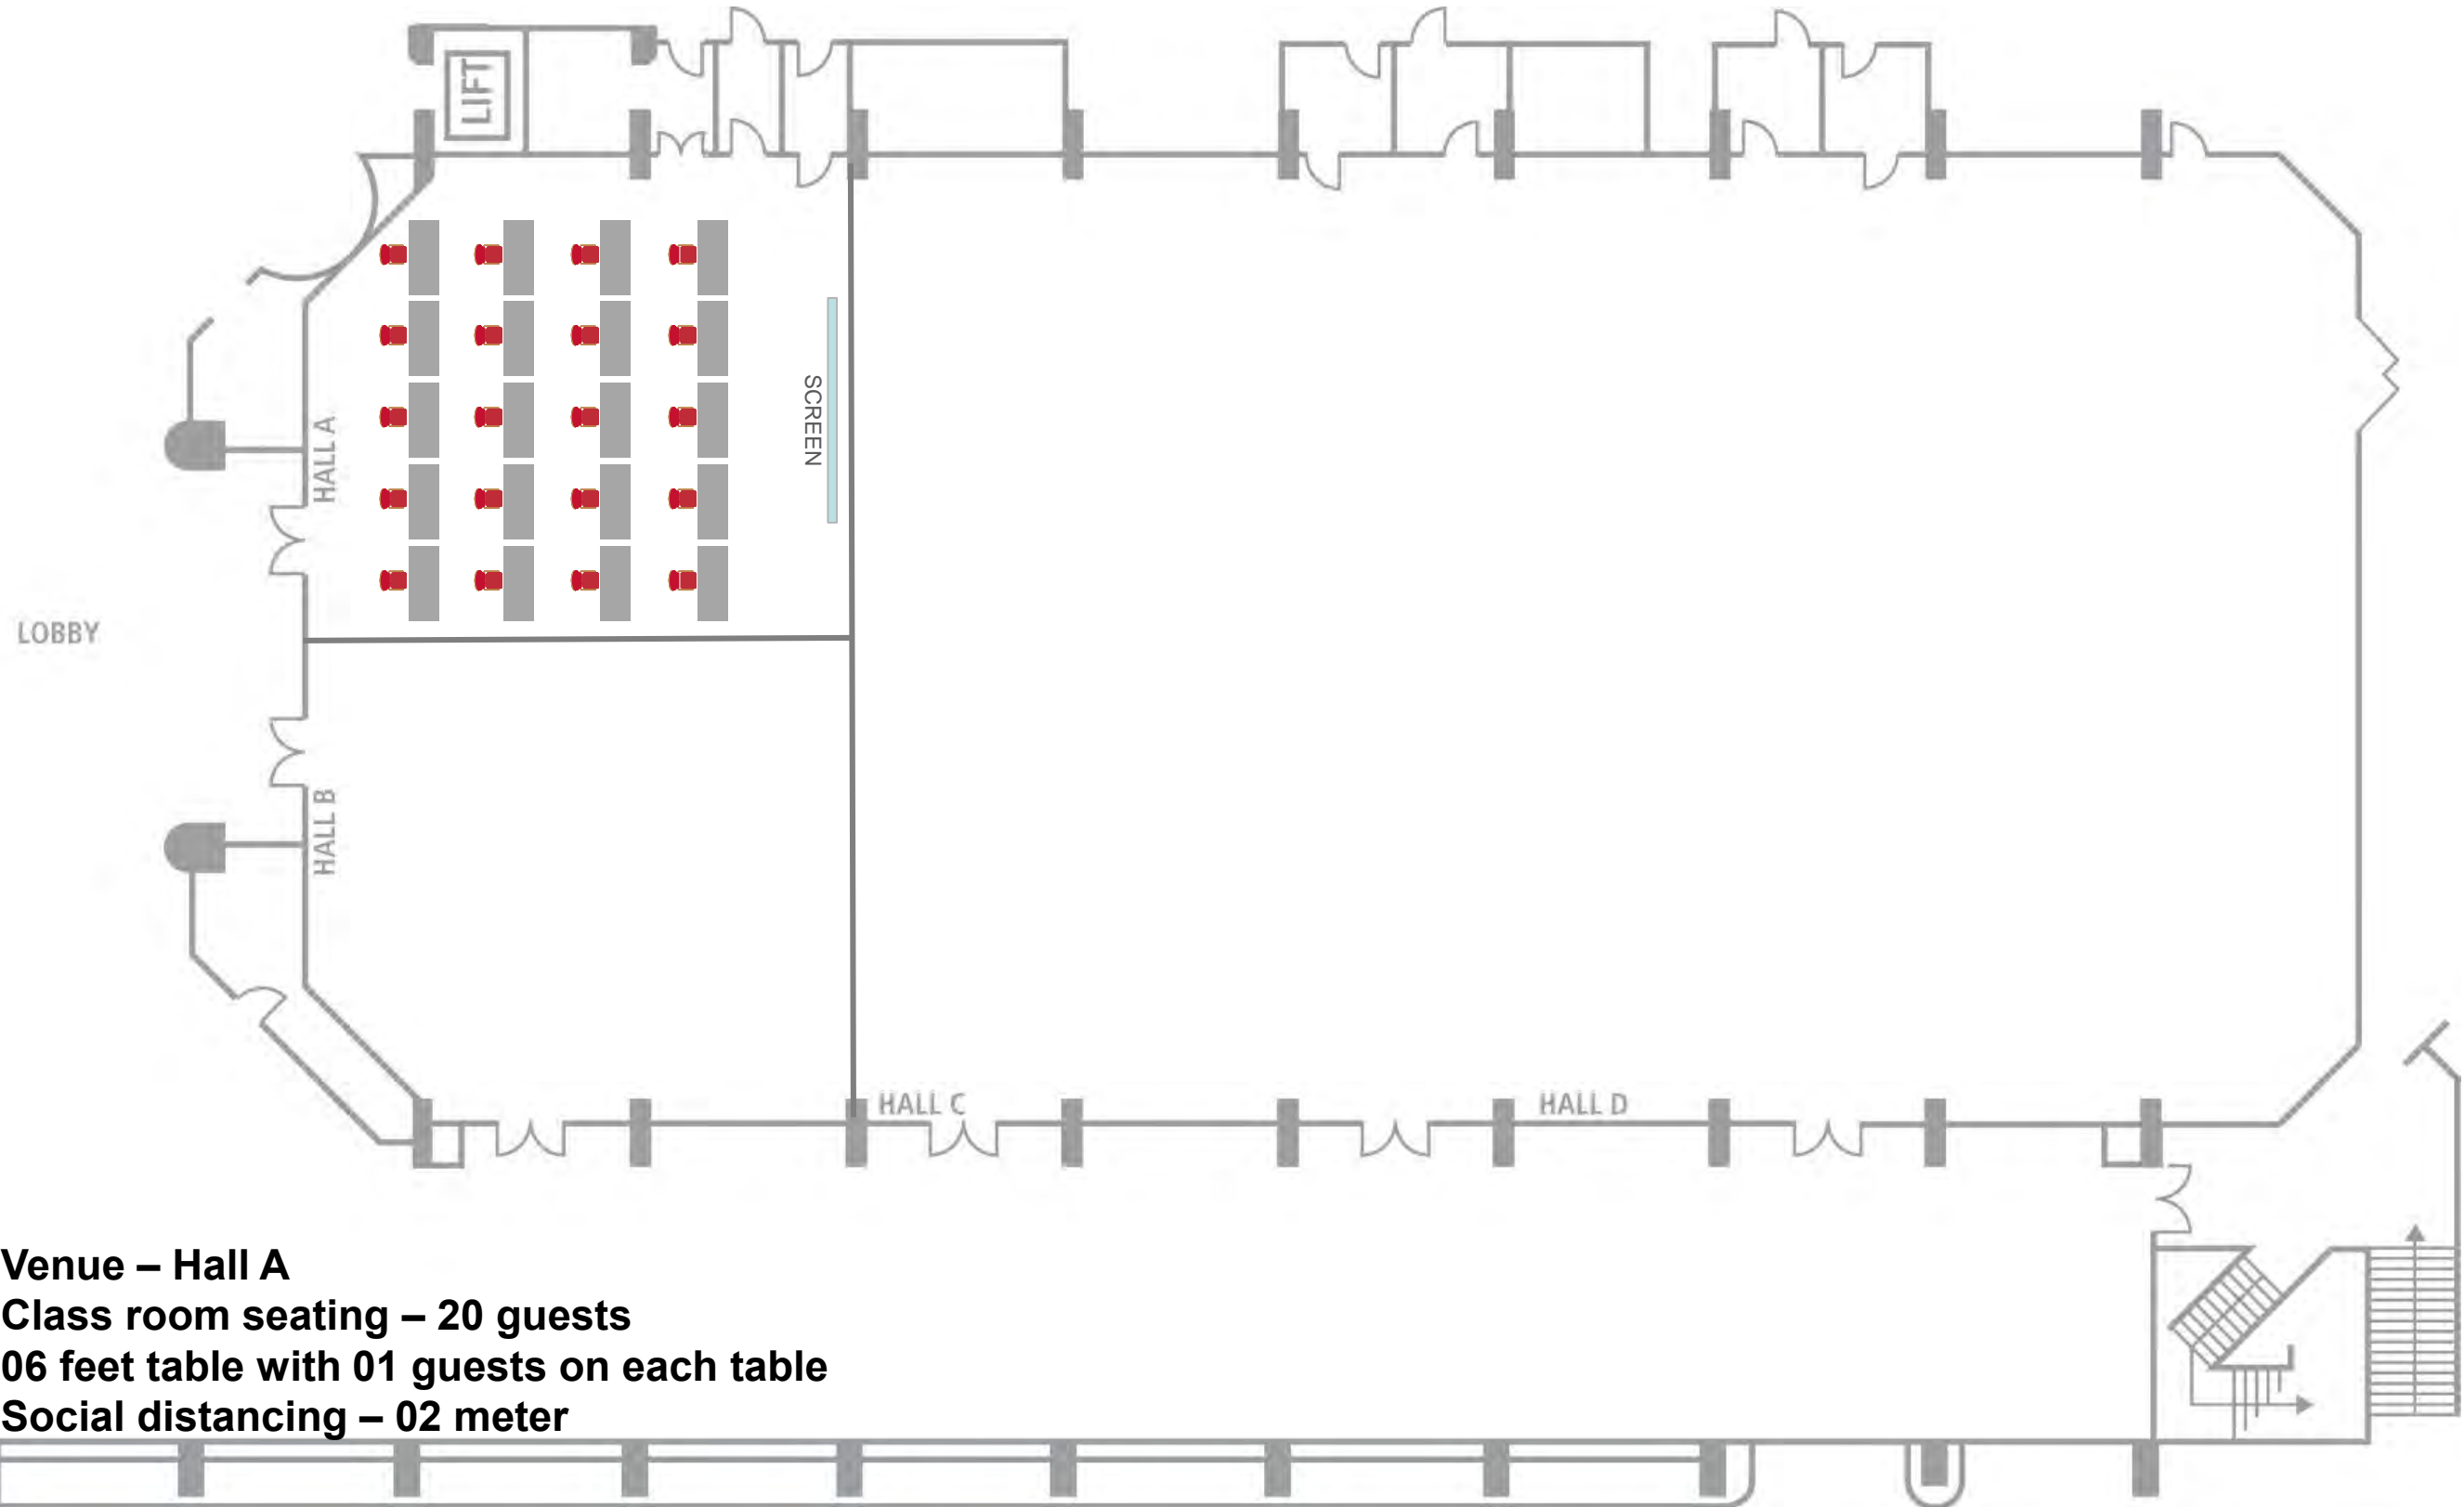 LIFT
SCREEN
HALL A
LOBBY
HALL B
HALL C
HALL D
Venue – Hall A
Class room seating – 20 guests
06 feet table with 01 guests on each table
Social distancing – 02 meter